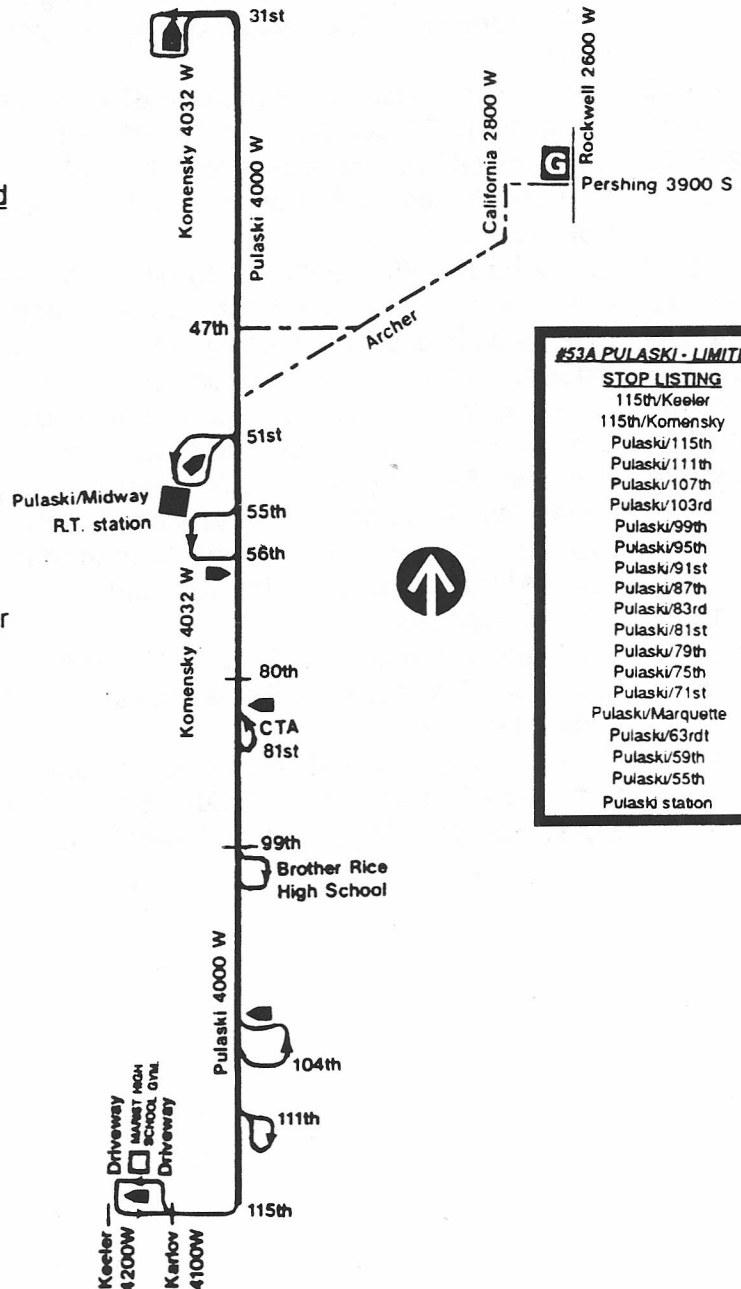 31st
Komensky 4032 W
Pulaski 4000 W
California 2800 W
Rockwell 2600 W
G
Pershing 3900 S
d
47th
Archer
51st
Pulaski/Midway
R.T. station
55th
56th
Komensky 4032 W
r
80th
CTA
81st
99th
Brother Rice
High School
Pulaski 4000 W
104th
111th
115th
Driveway
MARIST HIGH
SCHOOL GYM.
Driveway
Keeler
4200W
Karlov
4100W
#53A PULASKI - LIMIT
STOP LISTING
115th/Keeler
115th/Komensky
Pulaski/115th
Pulaski/111th
Pulaski/107th
Pulaski/103rd
Pulaski/99th
Pulaski/95th
Pulaski/91st
Pulaski/87th
Pulaski/83rd
Pulaski/81st
Pulaski/79th
Pulaski/75th
Pulaski/71st
Pulaski/Marquette
Pulaski/63rdt
Pulaski/59th
Pulaski/55th
Pulaski station